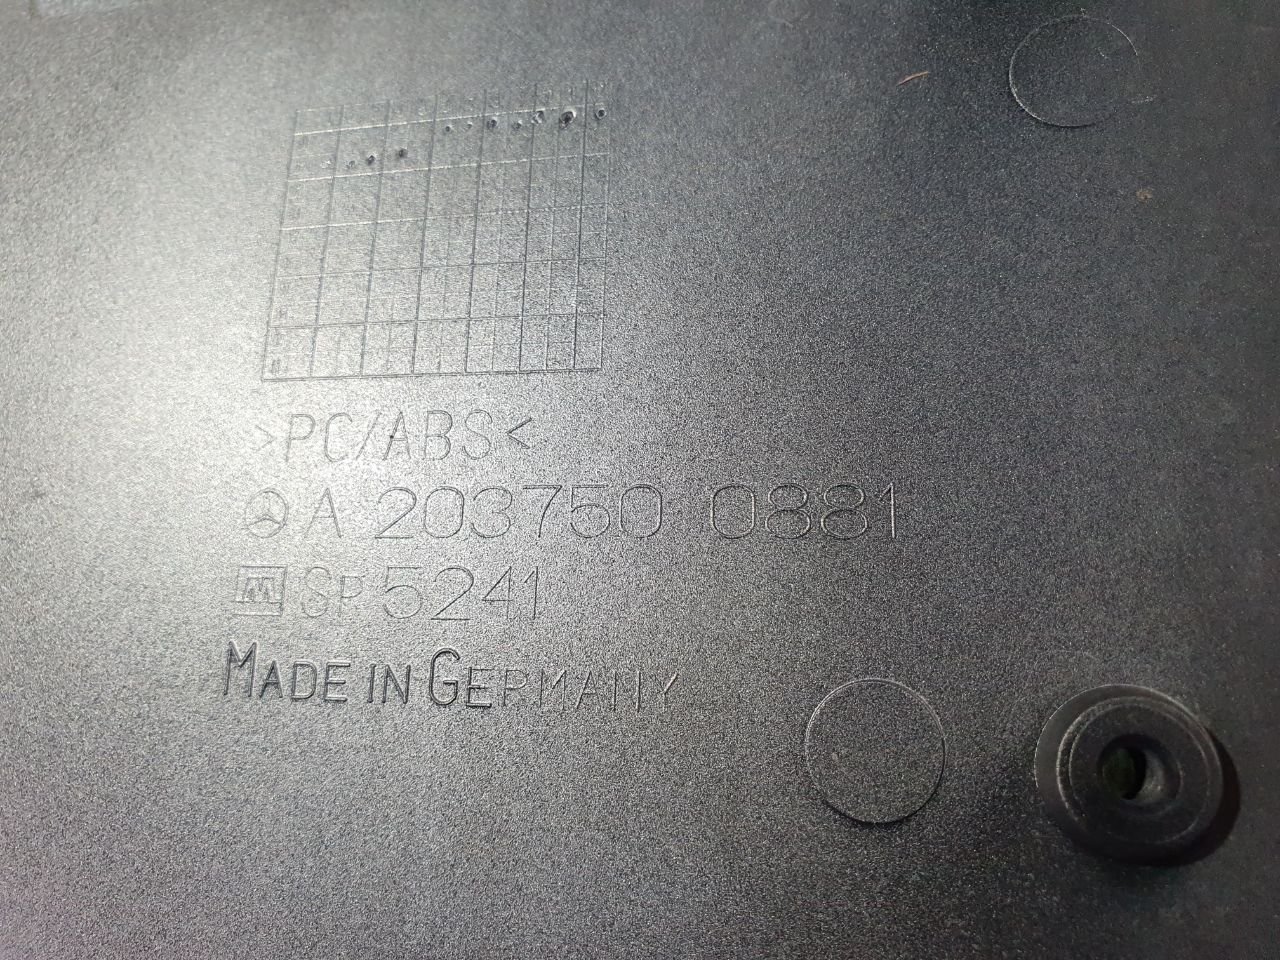 >PC/ABS<
A 203750 0881
SP 5241
MADE IN GERMANY